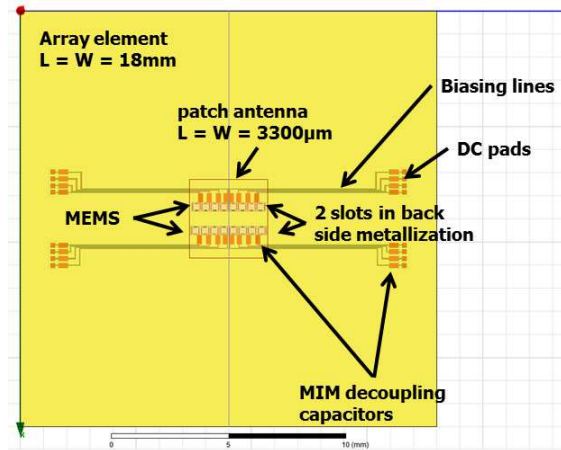 Array element
L = W = 18mm
patch antenna
L = W = 3300µm
Biasing lines
DC pads
MEMS
2 slots in back
side metallization
MIM decoupling
capacitors
0
5
10 (mm)